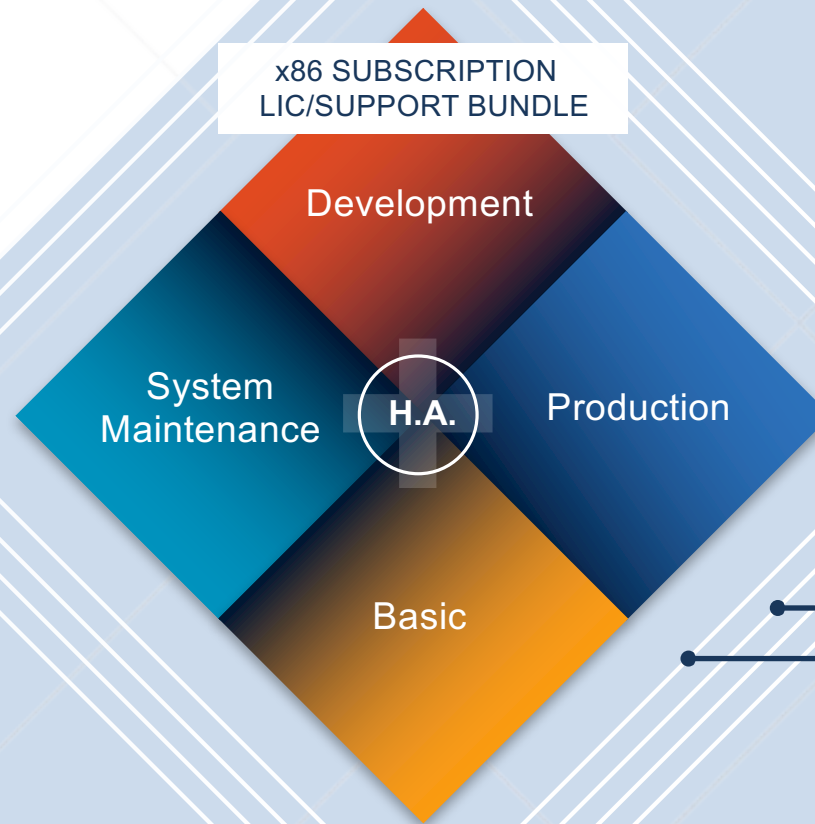 x86 SUBSCRIPTION
LIC/SUPPORT BUNDLE
Development
System
Maintenance
H.A.
Production
Basic